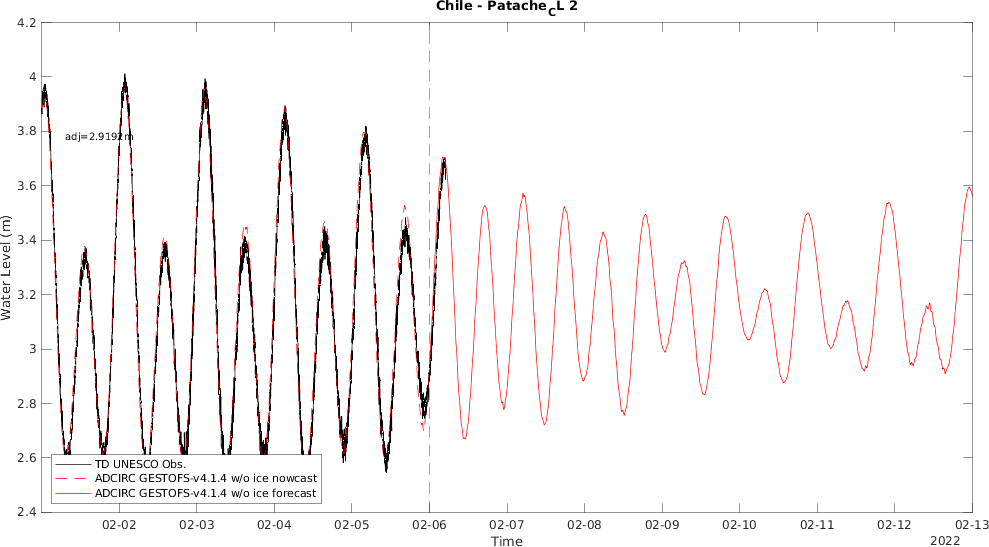 Chile - Patache_CL 2
4.2
4
3.8
3.6
3.4
3.2
3
2.8
2.6
2.4
Water Level (m)
adj=2.9192m
TD UNESCO Obs.
ADCIRC GESTOFS-v4.1.4 w/o ice nowcast
ADCIRC GESTOFS-v4.1.4 w/o ice forecast
02-02 02-03 02-04 02-05 02-06 02-07 02-08 02-09 02-10 02-11 02-12 02-13
Time
2022